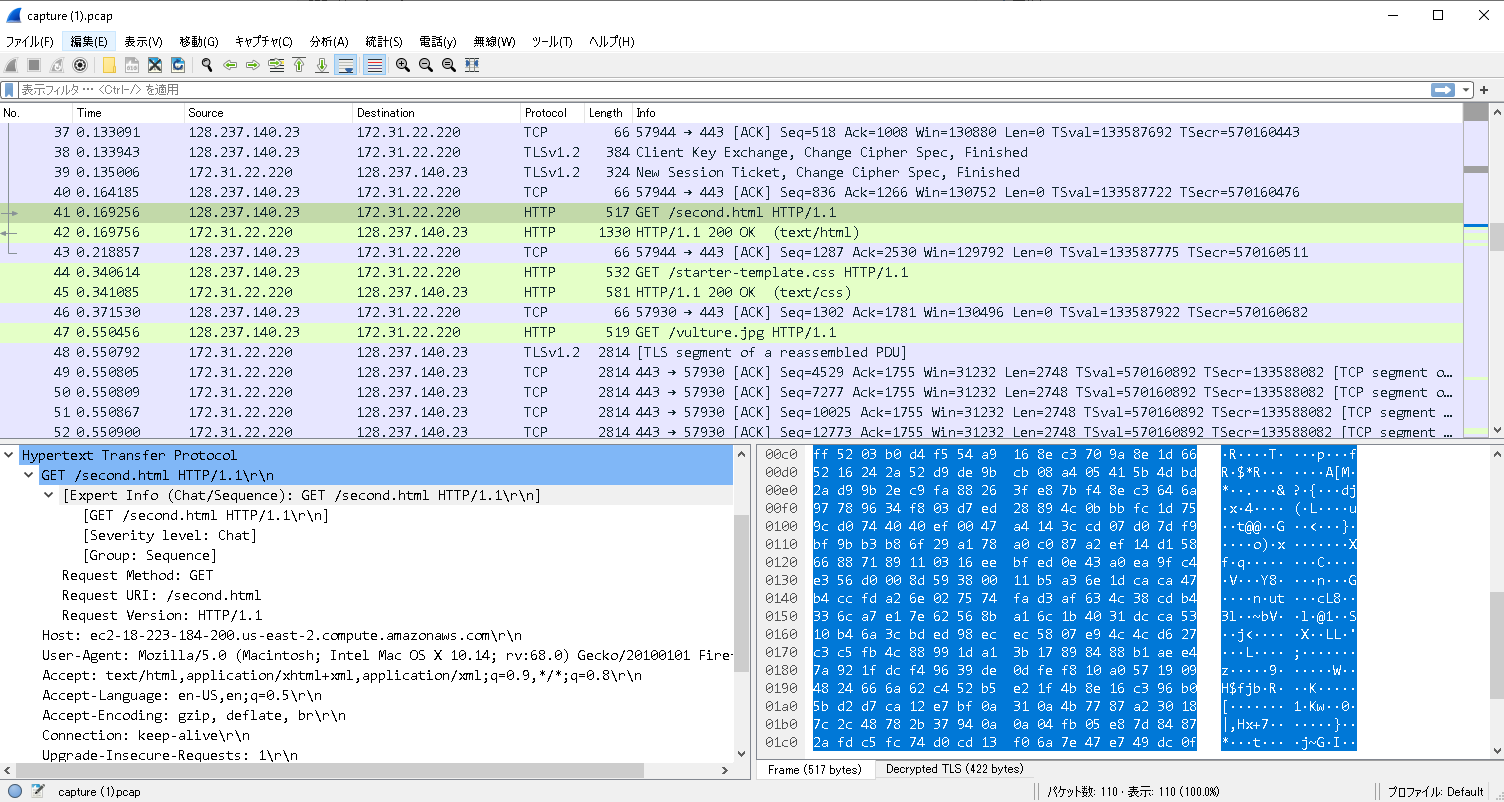 capture (1).pcap
ファイル(F) 編集(E) 表示(V) 移動(G) キャプチャ(C) 分析(A) 統計(S) 電話(y) 無線(W) ツール(T) ヘルプ(H)
表示フィルタ … <Ctrl-/> を適用
No. Time Source Destination Protocol Length Info
37 0.133091 128.237.140.23 172.31.22.220 TCP 66 57944 → 443 [ACK] Seq=518 Ack=1008 Win=130880 Len=0 TSval=133587692 TSecr=570160443
38 0.133943 128.237.140.23 172.31.22.220 TLSv1.2 384 Client Key Exchange, Change Cipher Spec, Finished
39 0.135006 172.31.22.220 128.237.140.23 TLSv1.2 324 New Session Ticket, Change Cipher Spec, Finished
40 0.164185 128.237.140.23 172.31.22.220 TCP 66 57944 → 443 [ACK] Seq=836 Ack=1266 Win=130752 Len=0 TSval=133587722 TSecr=570160476
41 0.169256 128.237.140.23 172.31.22.220 HTTP 517 GET /second.html HTTP/1.1
42 0.169756 172.31.22.220 128.237.140.23 HTTP 1330 HTTP/1.1 200 OK (text/html)
43 0.218857 128.237.140.23 172.31.22.220 TCP 66 57944 → 443 [ACK] Seq=1287 Ack=2530 Win=129792 Len=0 TSval=133587775 TSecr=570160511
44 0.340614 128.237.140.23 172.31.22.220 HTTP 532 GET /starter-template.css HTTP/1.1
45 0.341085 172.31.22.220 128.237.140.23 HTTP 581 HTTP/1.1 200 OK (text/css)
46 0.371530 128.237.140.23 172.31.22.220 TCP 66 57930 → 443 [ACK] Seq=1302 Ack=1781 Win=130496 Len=0 TSval=133587922 TSecr=570160682
47 0.550456 128.237.140.23 172.31.22.220 HTTP 519 GET /vulture.jpg HTTP/1.1
48 0.550792 172.31.22.220 128.237.140.23 TLSv1.2 2814 [TLS segment of a reassembled PDU]
49 0.550805 172.31.22.220 128.237.140.23 TCP 2814 443 → 57930 [ACK] Seq=4529 Ack=1755 Win=31232 Len=2748 TSval=570160892 TSecr=133588082 [TCP segment o…
50 0.550809 172.31.22.220 128.237.140.23 TCP 2814 443 → 57930 [ACK] Seq=7277 Ack=1755 Win=31232 Len=2748 TSval=570160892 TSecr=133588082 [TCP segment o…
51 0.550867 172.31.22.220 128.237.140.23 TCP 2814 443 → 57930 [ACK] Seq=10025 Ack=1755 Win=31232 Len=2748 TSval=570160892 TSecr=133588082 [TCP segment …
52 0.550900 172.31.22.220 128.237.140.23 TCP 2814 443 → 57930 [ACK] Seq=12773 Ack=1755 Win=31232 Len=2748 TSval=570160892 TSecr=133588082 [TCP segment …
Hypertext Transfer Protocol
GET /second.html HTTP/1.1\r\n
[Expert Info (Chat/Sequence): GET /second.html HTTP/1.1\r\n]
[GET /second.html HTTP/1.1\r\n]
[Severity level: Chat]
[Group: Sequence]
Request Method: GET
Request URI: /second.html
Request Version: HTTP/1.1
Host: ec2-18-223-184-200.us-east-2.compute.amazonaws.com\r\n
User-Agent: Mozilla/5.0 (Macintosh; Intel Mac OS X 10.14; rv:68.0) Gecko/20100101 Fire
Accept: text/html,application/xhtml+xml,application/xml;q=0.9,*/*;q=0.8\r\n
Accept-Language: en-US,en;q=0.5\r\n
Accept-Encoding: gzip, deflate, br\r\n
Connection: keep-alive\r\n
Upgrade-Insecure-Requests: 1\r\n
00c0 ff 52 03 b0 d4 f5 54 a9 16 8e c3 70 9a 8e 1d 66 ·R····T· ···p···f
00d0 52 16 24 2a 52 d9 de 9b cb 08 a4 05 41 5b 4d bd R·$*R··· ····A[M·
00e0 2a d9 9b 2e c9 fa 88 26 3f e8 7b f4 8e c3 64 6a *··.···& ?·{···dj
00f0 97 78 96 34 f8 03 d7 ed 28 89 4c 0b bb fc 1d 75 ·x·4···· (·L····u
0100 9c d0 74 40 40 ef 00 47 a4 14 3c cd 07 d0 7d f9 ··t@@··G ··<···}·
0110 bf 9b b3 b8 6f 29 a1 78 a0 c0 87 a2 ef 14 d1 58 ····o)·x ·······X
0120 66 88 71 89 11 03 16 ee bf ed 0e 43 a0 ea 9f c4 f·q····· ···C····
0130 e3 56 d0 00 8d 59 38 00 11 b5 a3 6e 1d ca ca 47 ·V···Y8· ···n···G
0140 b4 cc fd a2 6e 02 75 74 fa d3 af 63 4c 38 cd b4 ····n·ut ···cL8··
0150 33 6c a7 e1 7e 62 56 8b a1 6c 1b 40 31 dc ca 53 3l··~bV· ·l·@1··S
0160 10 b4 6a 3c bd ed 98 ec ec 58 07 e9 4c 4c d6 27 ··j<···· ·X··LL·'
0170 c3 c5 fb 4c 88 99 1d a1 3b 17 89 84 88 b1 ae e4 ···L···· ;·······
0180 7a 92 1f dc f4 96 39 de 0d fe f8 10 a0 57 19 09 z·····9· ·····W··
0190 48 24 66 6a 62 c4 52 b5 e2 1f 4b 8e 16 c3 96 b0 H$fjb·R· ··K·····
01a0 5b d2 d7 ca 12 e7 bf 0a 31 0a 4b 77 87 a2 30 18 [······· 1·Kw··0·
01b0 7c 2c 48 78 2b 37 94 0a 0a 04 fb 05 e8 7d 84 87 |,Hx+7·· ·····}··
01c0 2a fd c5 fc 74 d0 cd 13 f0 6a 7e 47 e7 49 dc 0f *···t··· ·j~G·I··
Frame (517 bytes) Decrypted TLS (422 bytes)
capture (1).pcap パケット数: 110 · 表示: 110 (100.0%) プロファイル: Default